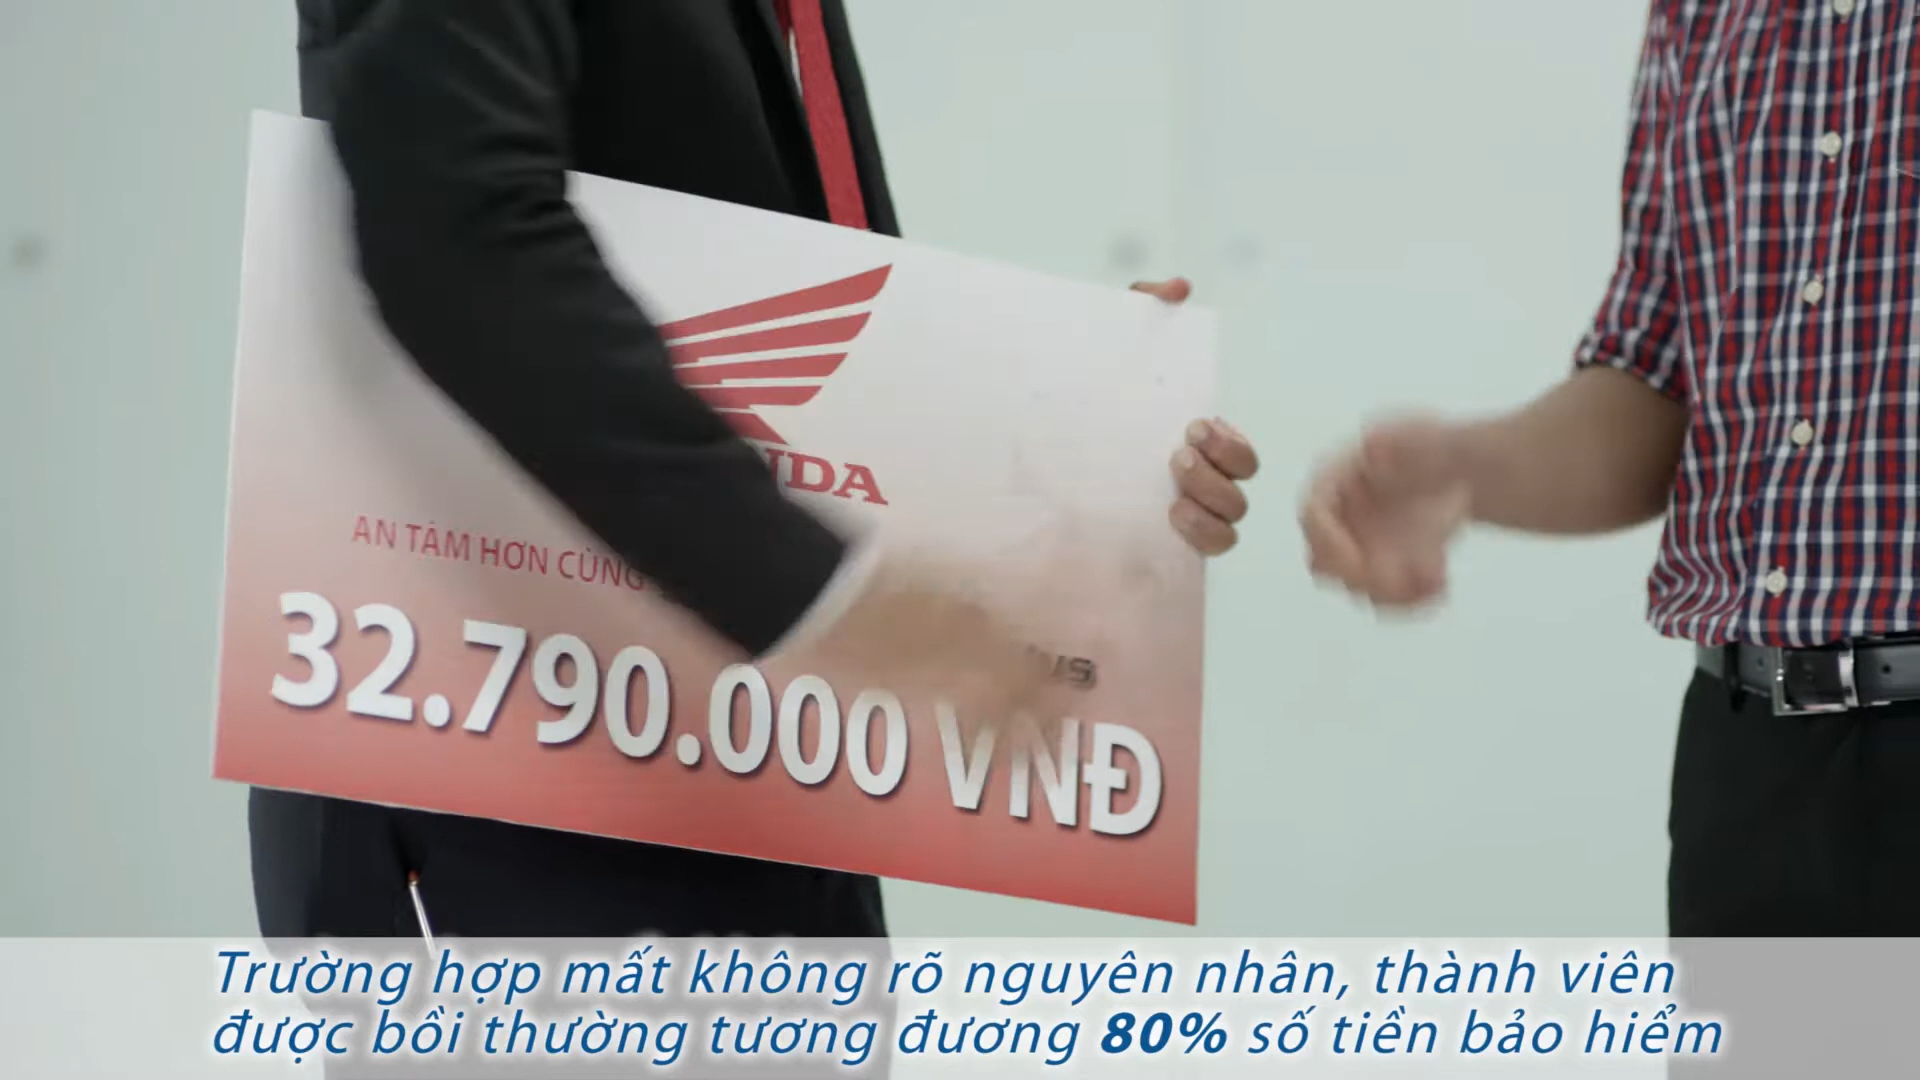 NDA
AN TÂM HƠN CÙNG
32.790.000 VNĐ
Trường hợp mất không rõ nguyên nhân, thành viên
được bồi thường tương đương 80% số tiền bảo hiểm